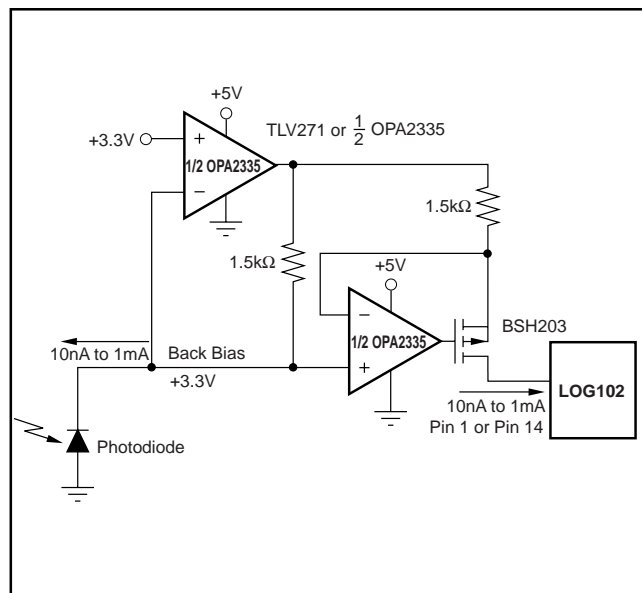 +5V
TLV271 or 1/2 OPA2335
+3.3V
+
1/2 OPA2335
−
1.5kΩ
1.5kΩ
+5V
−
1/2 OPA2335
+
BSH203
10nA to 1mA
Back Bias
+3.3V
10nA to 1mA
Pin 1 or Pin 14
LOG102
Photodiode